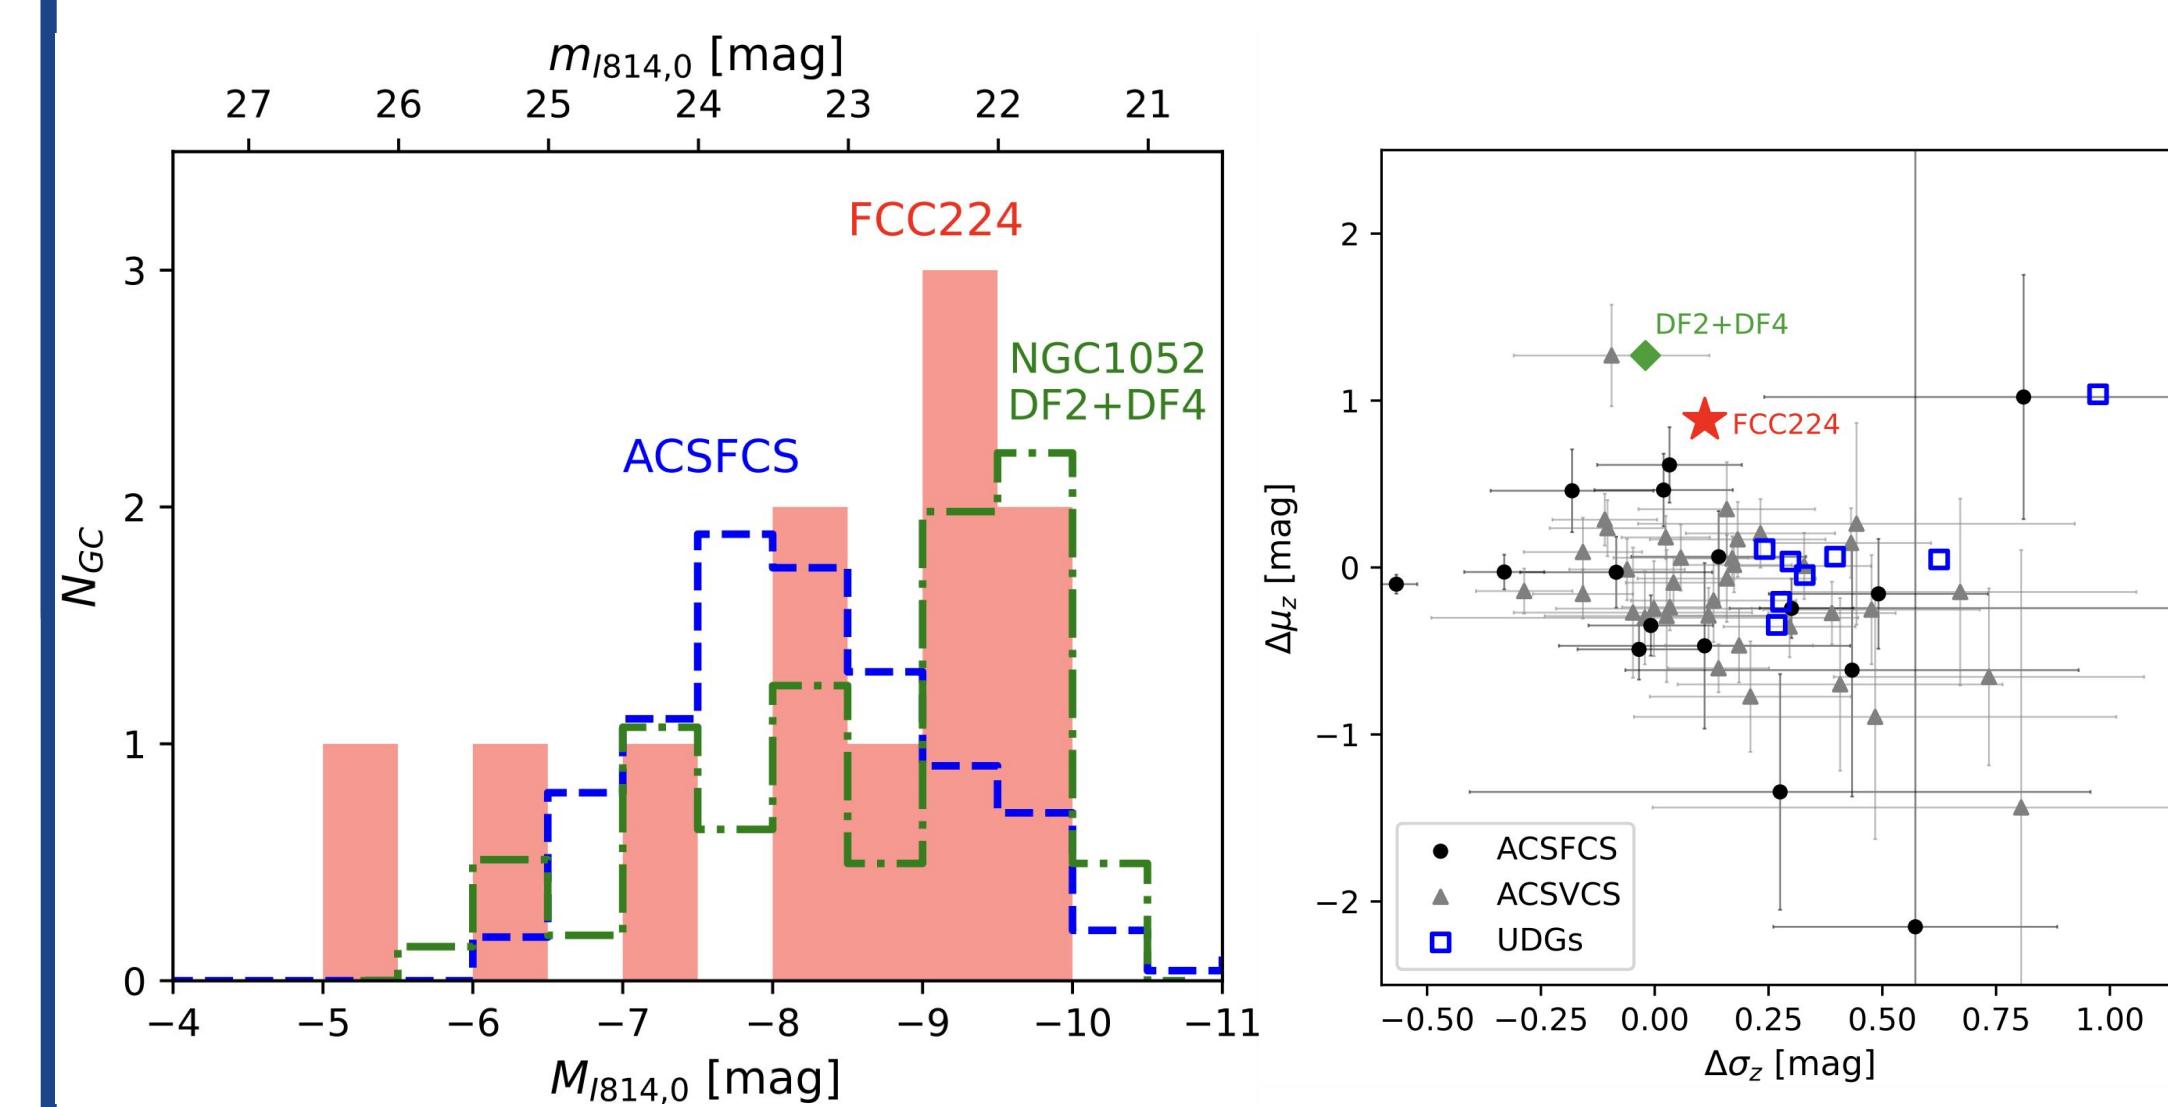 m_I814,0 [mag]
27 26 25 24 23 22 21
FCC224
NGC1052
DF2+DF4
ACSFCS
N_GC
3
2
1
0
−4 −5 −6 −7 −8 −9 −10 −11
M_I814,0 [mag]
DF2+DF4
FCC224
Δμ_z [mag]
2
1
0
−1
−2
ACSFCS
ACSVCS
UDGs
−0.50 −0.25 0.00 0.25 0.50 0.75 1.00
Δσ_z [mag]